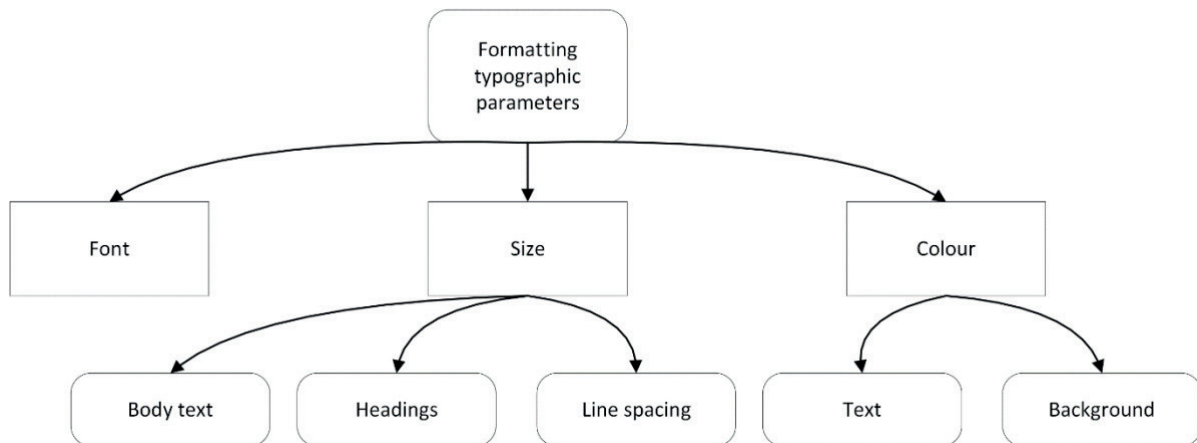 Formatting
typographic
parameters
Font
Size
Colour
Body text
Headings
Line spacing
Text
Background